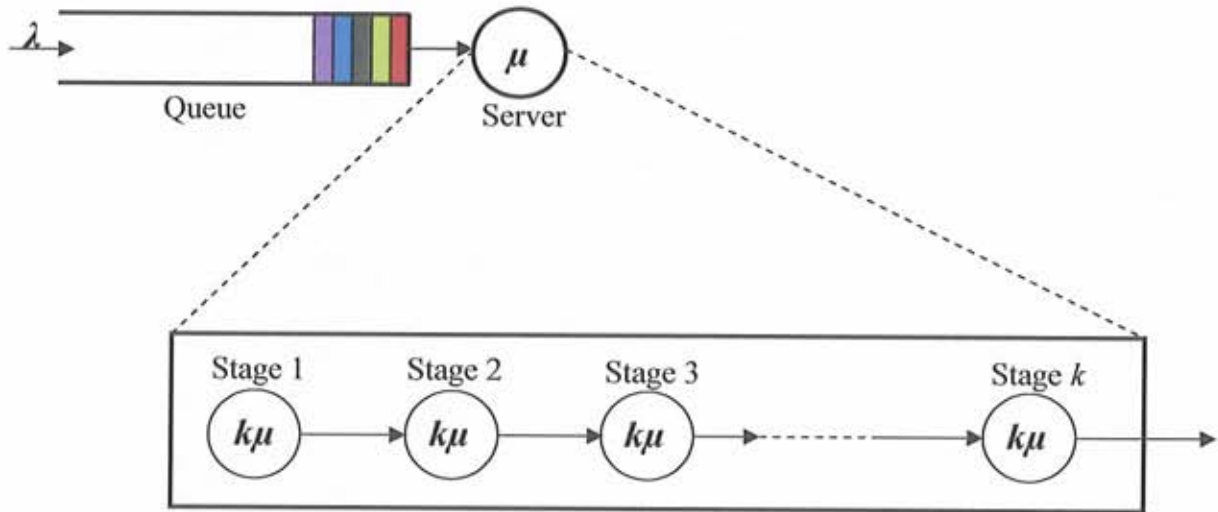 λ
μ
Queue
Server
Stage 1
Stage 2
Stage 3
Stage k
kμ
kμ
kμ
kμ